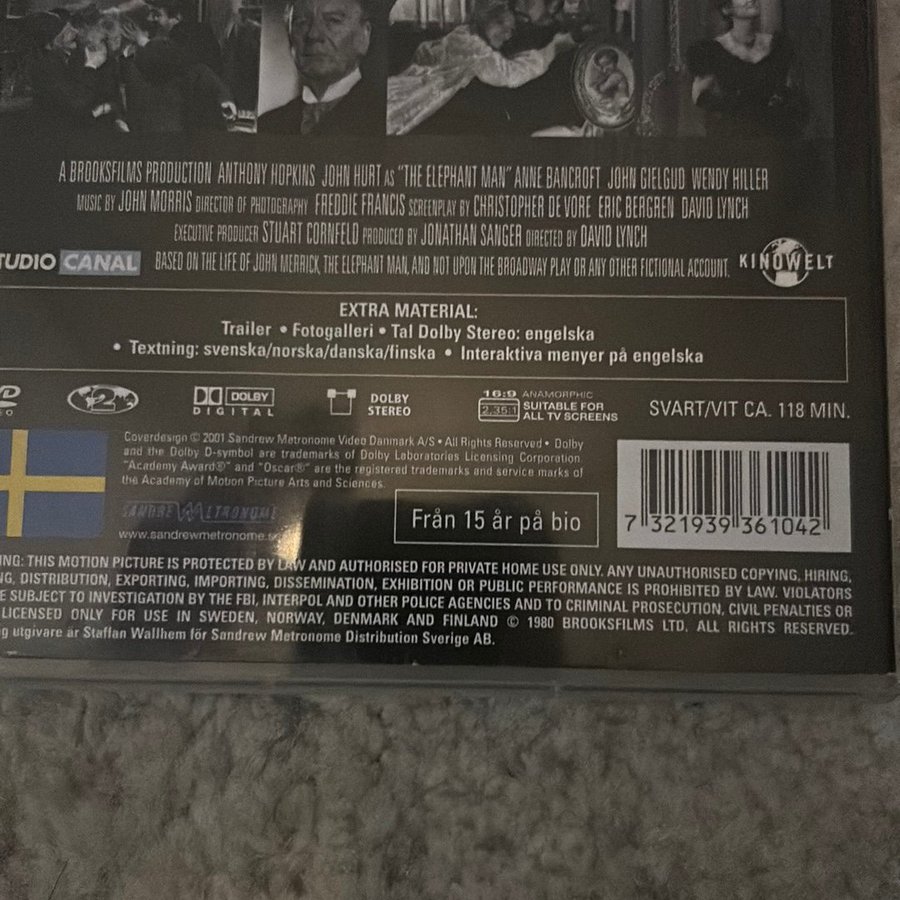 A BROOKSFILMS PRODUCTION ANTHONY HOPKINS JOHN HURT AS "THE ELEPHANT MAN" ANNE BANCROFT JOHN GIELGUD WENDY HILLER
MUSIC BY JOHN MORRIS DIRECTOR OF PHOTOGRAPHY FREDDIE FRANCIS SCREENPLAY BY CHRISTOPHER DE VORE ERIC BERGREN DAVID LYNCH
EXECUTIVE PRODUCER STUART CORNFELD PRODUCED BY JONATHAN SANGER DIRECTED BY DAVID LYNCH
TUDIO CANAL BASED ON THE LIFE OF JOHN MERRICK, THE ELEPHANT MAN, AND NOT UPON THE BROADWAY PLAY OR ANY OTHER FICTIONAL ACCOUNT. KINOWELT
EXTRA MATERIAL:
Trailer • Fotogalleri • Tal Dolby Stereo: engelska
• Textning: svenska/norska/danska/finska • Interaktiva menyer på engelska
2 DOLBY DIGITAL DOLBY STEREO 16:9 ANAMORPHIC 2.35:1 SUITABLE FOR ALL TV SCREENS SVART/VIT CA. 118 MIN.
Coverdesign © 2001 Sandrew Metronome Video Danmark A/S • All Rights Reserved • Dolby
and the Dolby D-symbol are trademarks of Dolby Laboratories Licensing Corporation.
"Academy Award®" and "Oscar®" are the registered trademarks and service marks of
the Academy of Motion Picture Arts and Sciences.
SANDREW METRONOME
www.sandrewmetronome.se
Från 15 år på bio
7 321939 361042
NG: THIS MOTION PICTURE IS PROTECTED BY LAW AND AUTHORISED FOR PRIVATE HOME USE ONLY. ANY UNAUTHORISED COPYING, HIRING,
NG, DISTRIBUTION, EXPORTING, IMPORTING, DISSEMINATION, EXHIBITION OR PUBLIC PERFORMANCE IS PROHIBITED BY LAW. VIOLATORS
E SUBJECT TO INVESTIGATION BY THE FBI, INTERPOL AND OTHER POLICE AGENCIES AND TO CRIMINAL PROSECUTION, CIVIL PENALTIES OR
LICENSED ONLY FOR USE IN SWEDEN, NORWAY, DENMARK AND FINLAND © 1980 BROOKSFILMS LTD. ALL RIGHTS RESERVED.
g utgivare är Staffan Wallhem för Sandrew Metronome Distribution Sverige AB.